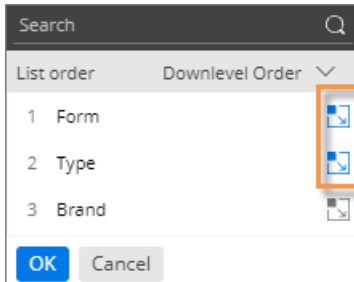 Search
List order Downlevel Order
1 Form
2 Type
3 Brand
OK Cancel